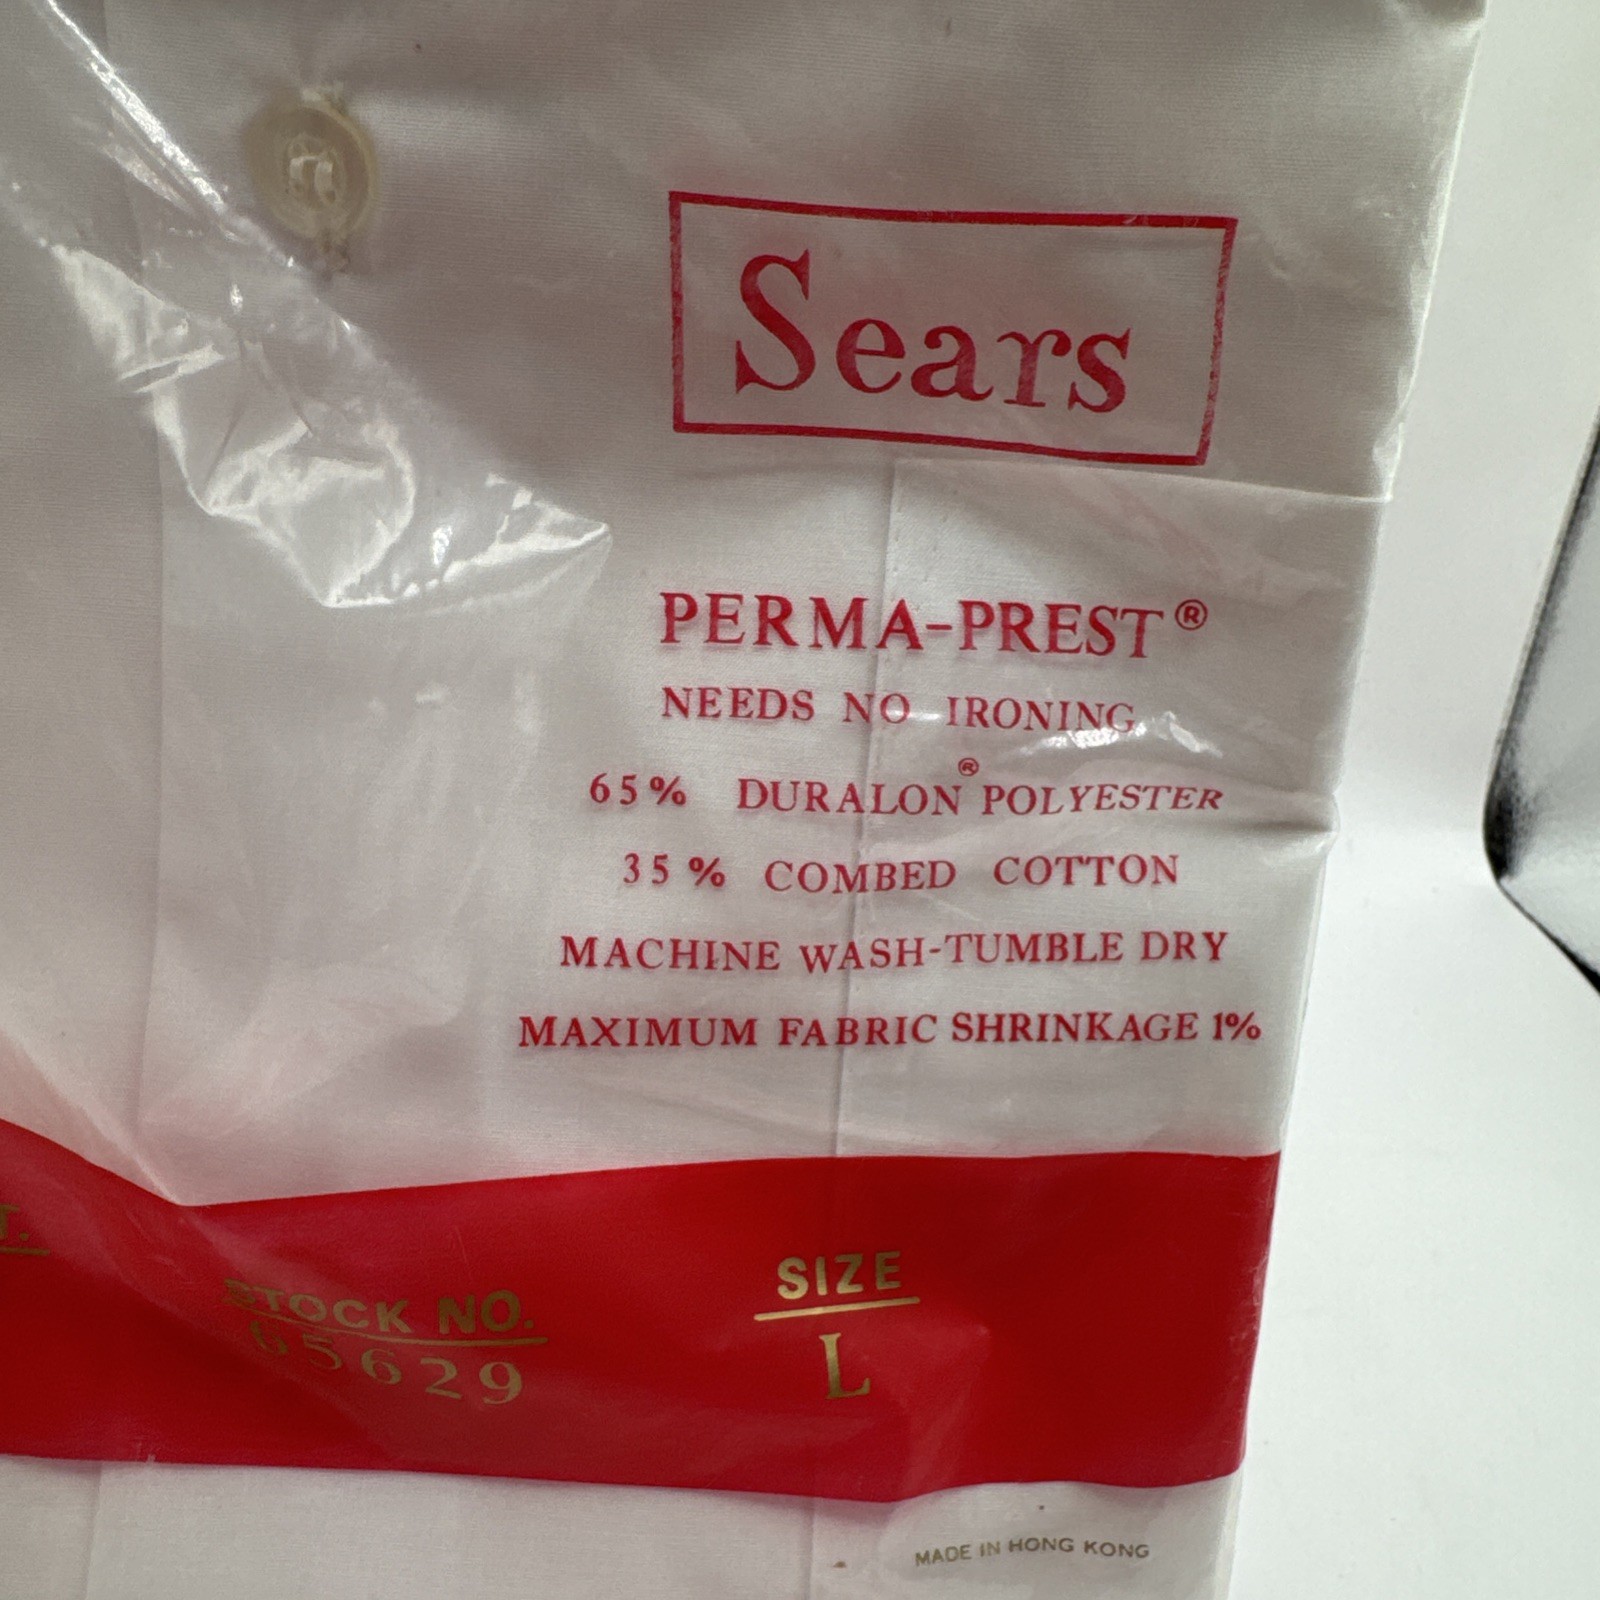 Sears
PERMA-PREST®
NEEDS NO IRONING
65% DURALON® POLYESTER
35% COMBED COTTON
MACHINE WASH-TUMBLE DRY
MAXIMUM FABRIC SHRINKAGE 1%
T.
STOCK NO.
65629
SIZE
L
MADE IN HONG KONG